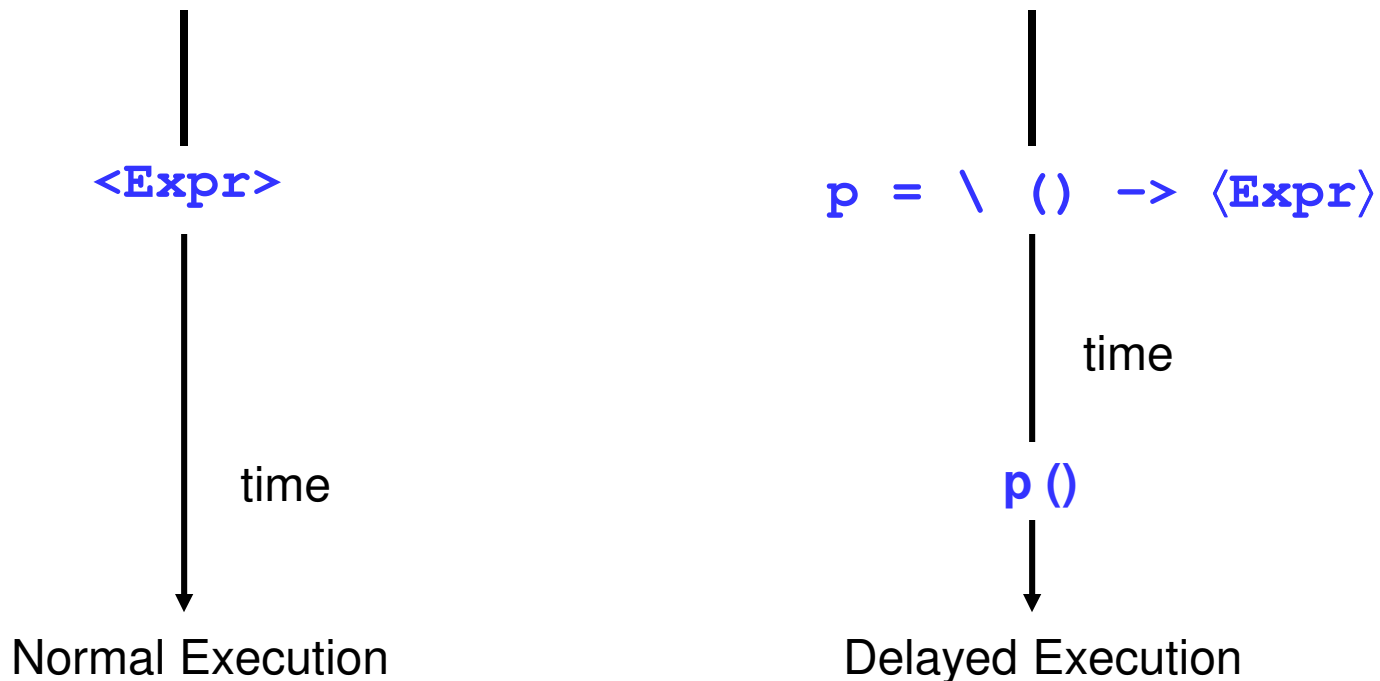 <Expr>
time
Normal Execution
p = \ () -> ⟨Expr⟩
time
p ()
Delayed Execution